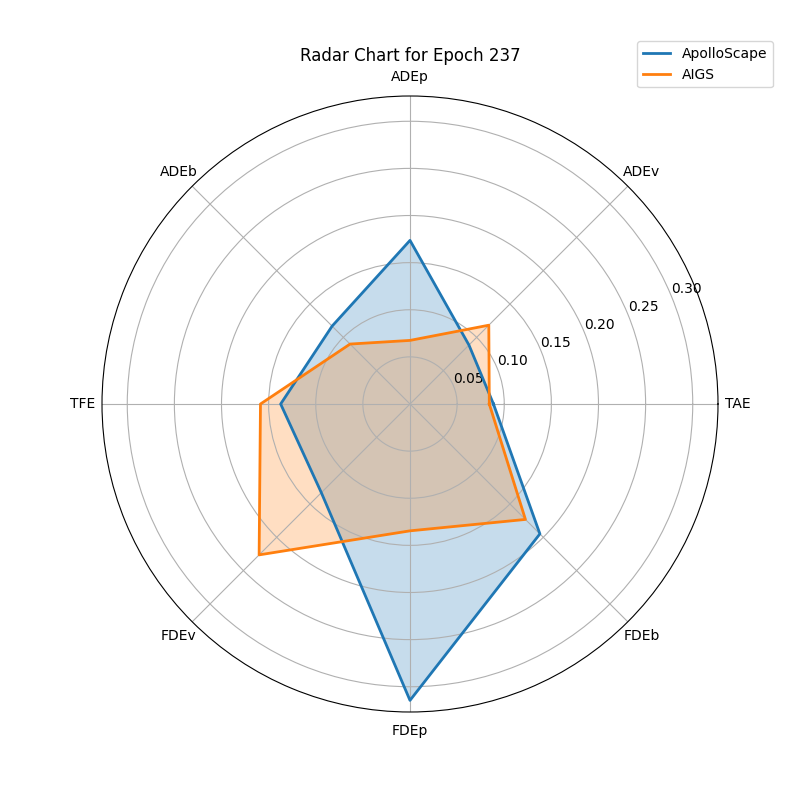 Radar Chart for Epoch 237
ApolloScape
AIGS
ADEp
ADEb
ADEv
0.30
0.25
0.20
0.15
0.10
0.05
TFE
TAE
FDEv
FDEb
FDEp